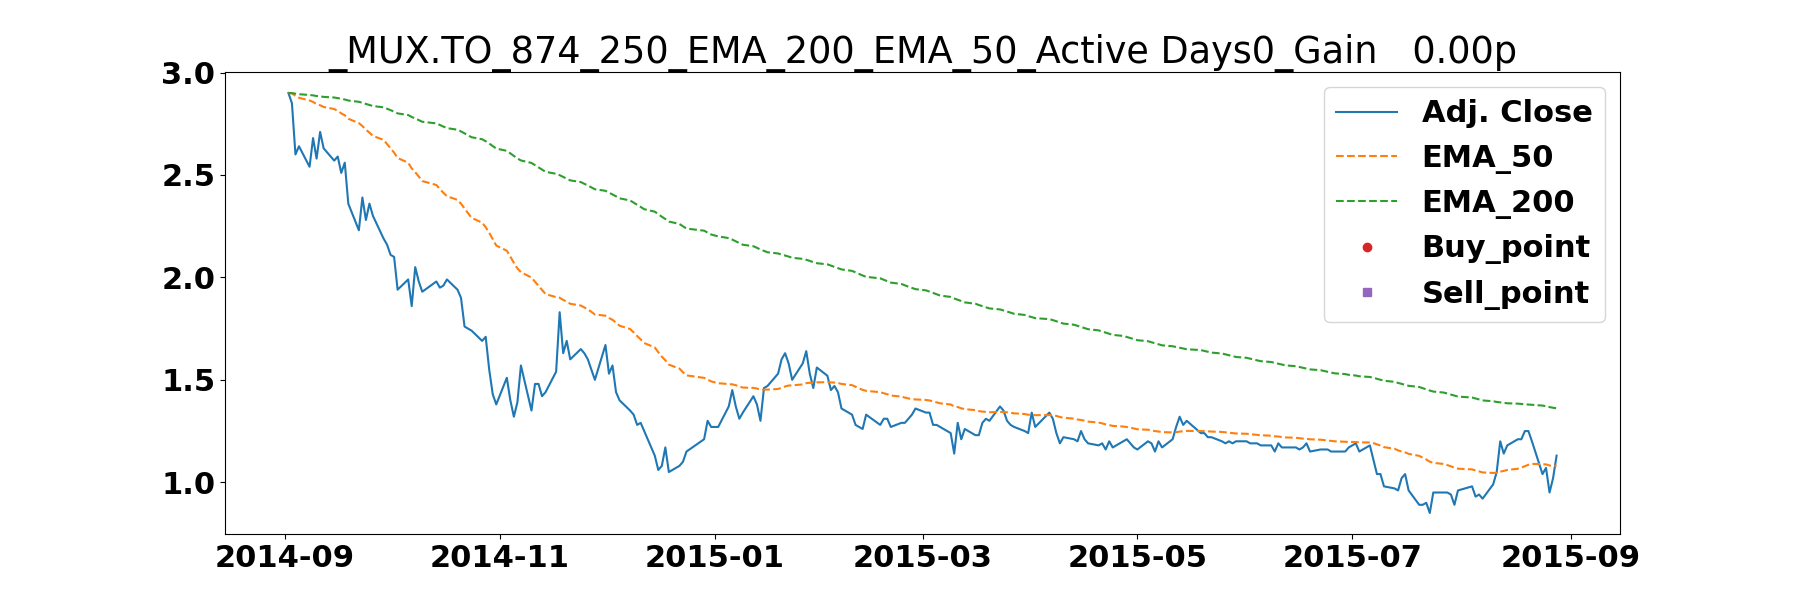 _MUX.TO_874_250_EMA_200_EMA_50_Active Days0_Gain   0.00p
3.0
2.5
2.0
1.5
1.0
Adj. Close
EMA_50
EMA_200
Buy_point
Sell_point
2014-09 2014-11 2015-01 2015-03 2015-05 2015-07 2015-09